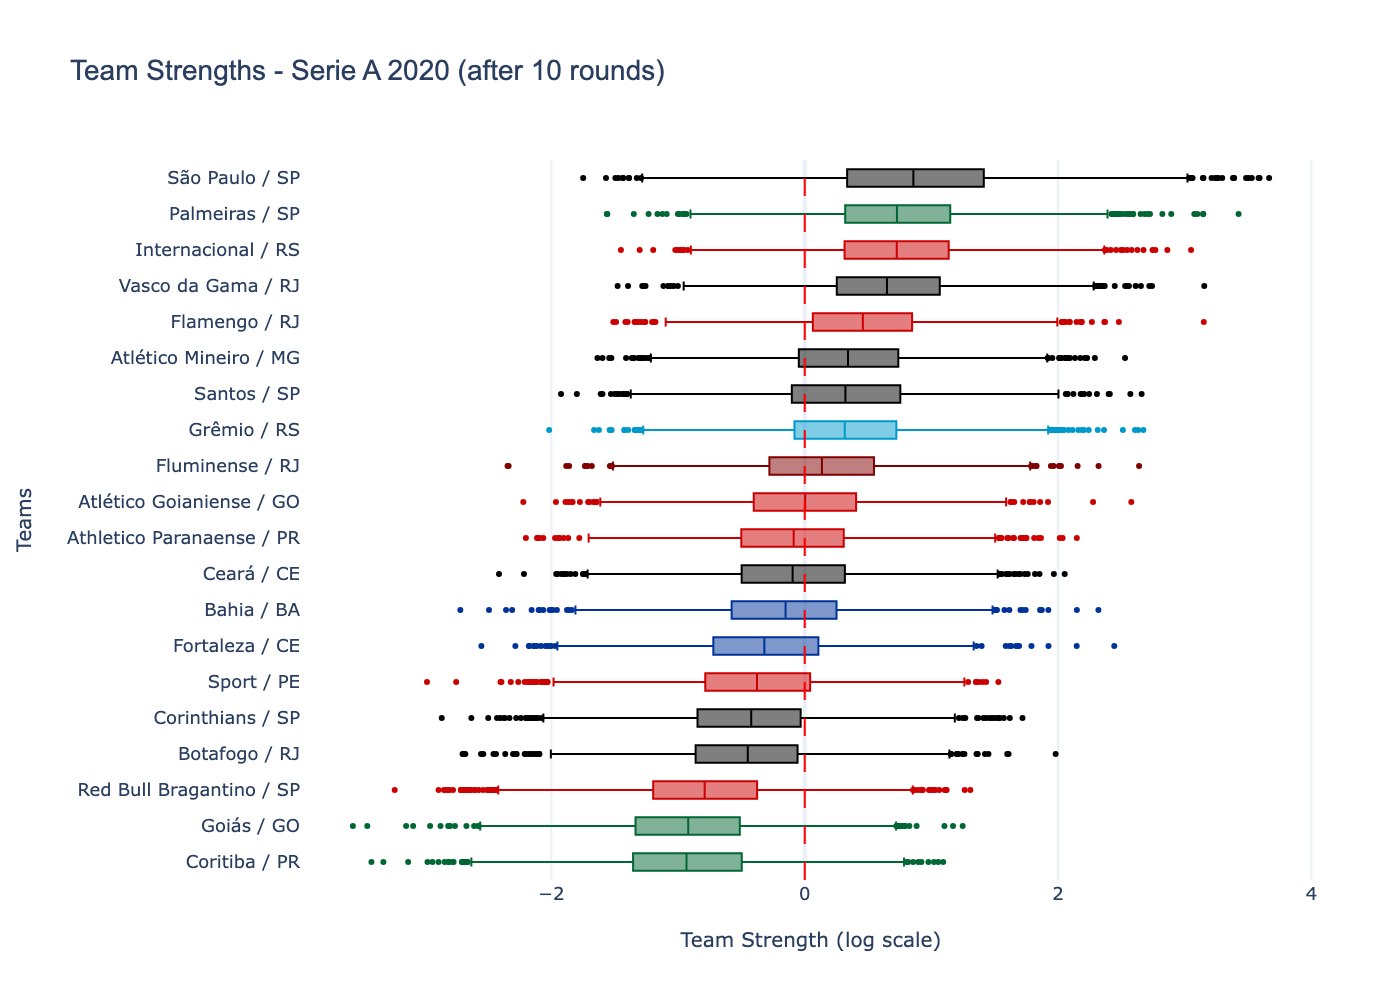 Team Strengths - Serie A 2020 (after 10 rounds)
São Paulo / SP
Palmeiras / SP
Internacional / RS
Vasco da Gama / RJ
Flamengo / RJ
Atlético Mineiro / MG
Santos / SP
Grêmio / RS
Fluminense / RJ
Atlético Goianiense / GO
Athletico Paranaense / PR
Ceará / CE
Bahia / BA
Fortaleza / CE
Sport / PE
Corinthians / SP
Botafogo / RJ
Red Bull Bragantino / SP
Goiás / GO
Coritiba / PR
Teams
−2 0 2 4
Team Strength (log scale)